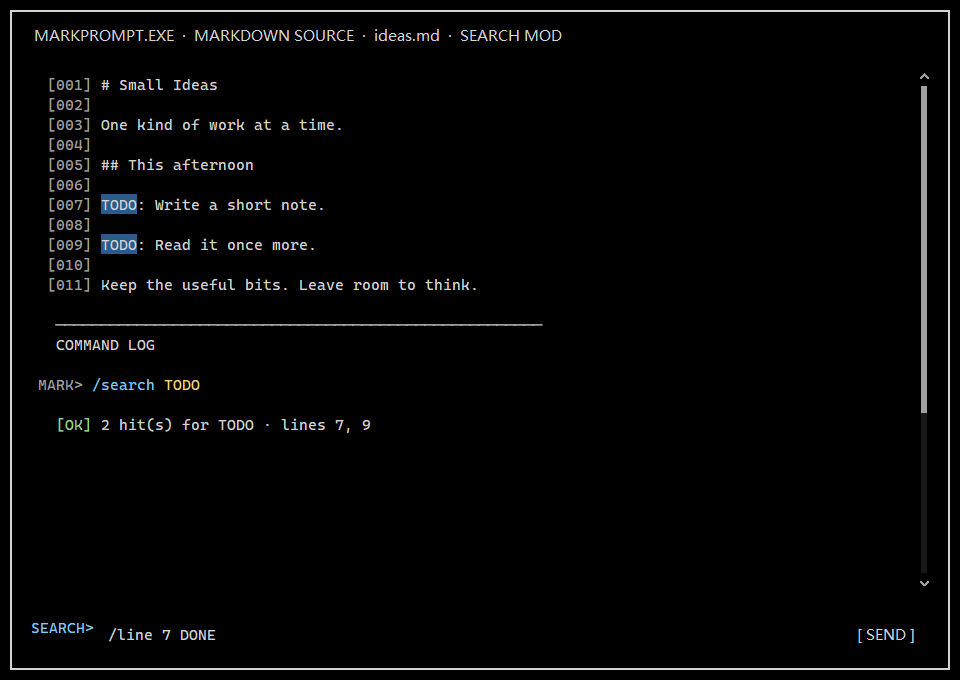 MARKPROMPT.EXE · MARKDOWN SOURCE · ideas.md · SEARCH MOD
[001] # Small Ideas
[002]
[003] One kind of work at a time.
[004]
[005] ## This afternoon
[006]
[007] TODO: Write a short note.
[008]
[009] TODO: Read it once more.
[010]
[011] Keep the useful bits. Leave room to think.
COMMAND LOG
MARK> /search TODO
[OK] 2 hit(s) for TODO · lines 7, 9
SEARCH> /line 7 DONE
[ SEND ]